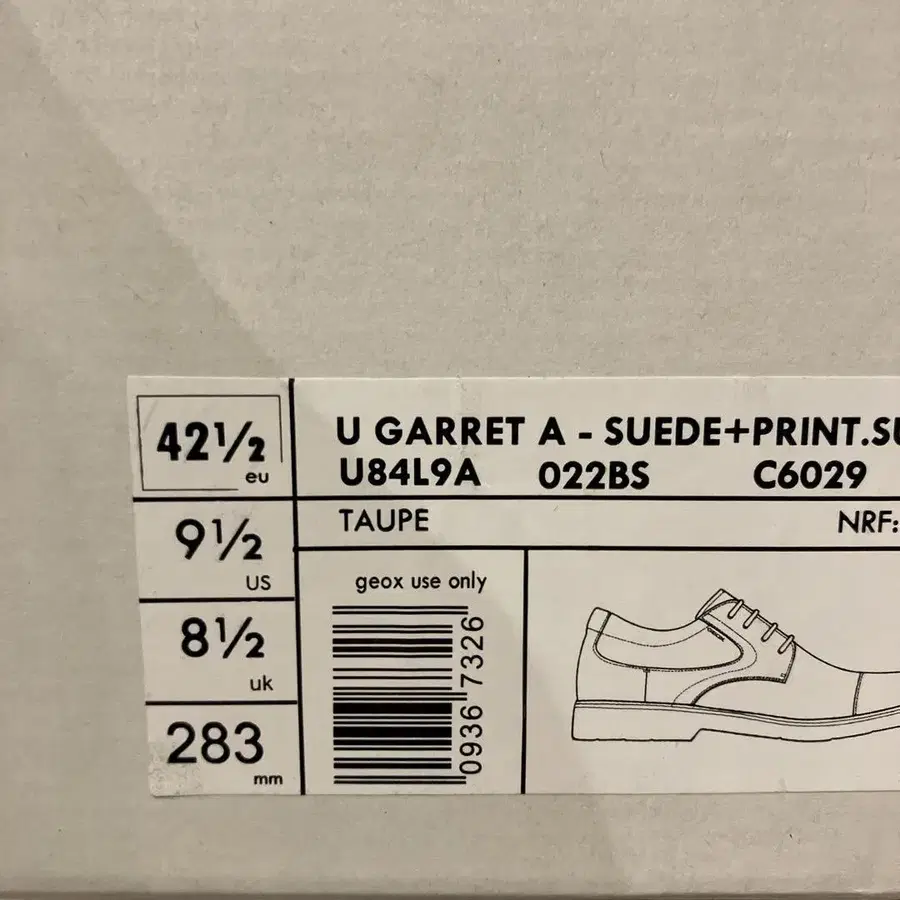 42½
eu
9½
US
8½
uk
283
mm
U GARRET A - SUEDE+PRINT.SU
U84L9A 022BS C6029
TAUPE NRF:
geox use only
0936 7326